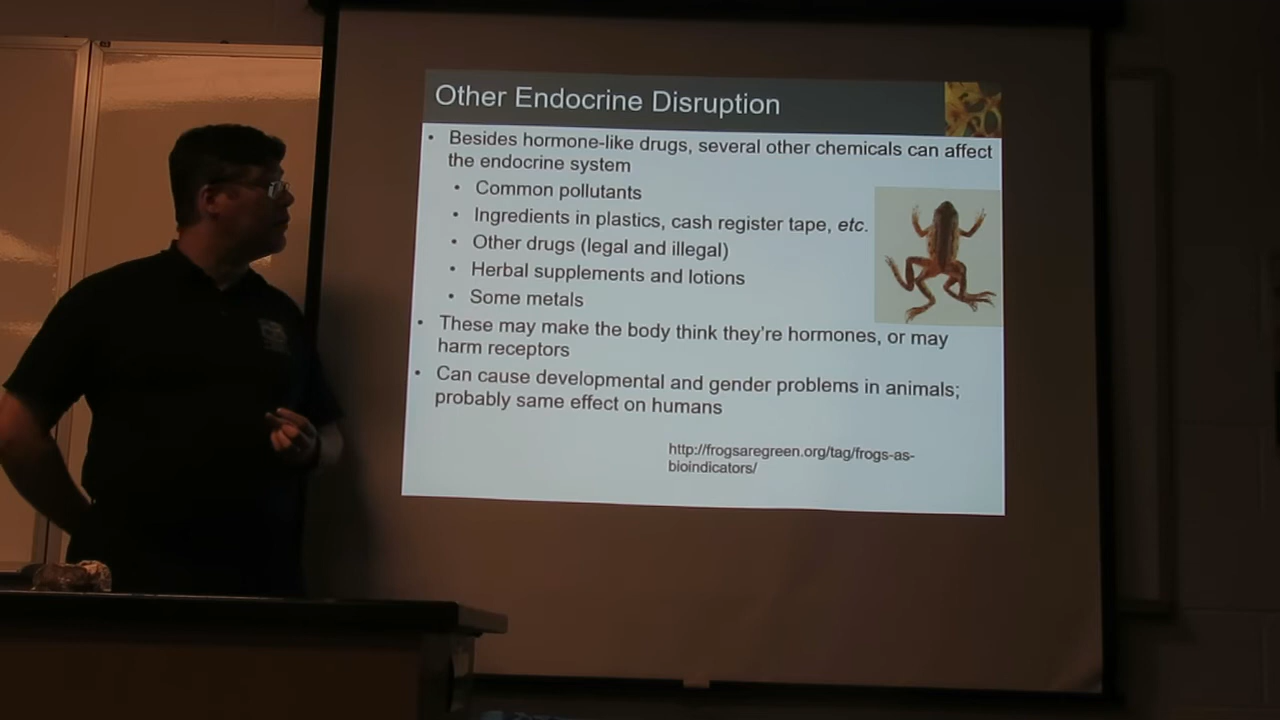 Other Endocrine Disruption
• Besides hormone-like drugs, several other chemicals can affect
the endocrine system
• Common pollutants
• Ingredients in plastics, cash register tape, etc.
• Other drugs (legal and illegal)
• Herbal supplements and lotions
• Some metals
• These may make the body think they're hormones, or may
harm receptors
• Can cause developmental and gender problems in animals;
probably same effect on humans
http://frogsaregreen.org/tag/frogs-as-
bioindicators/